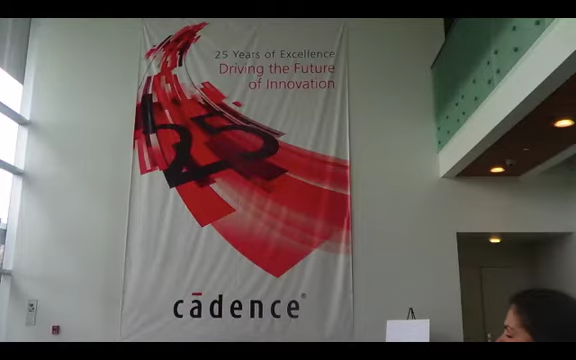 25 Years of Excellence
Driving the Future
of Innovation
25
cādence®